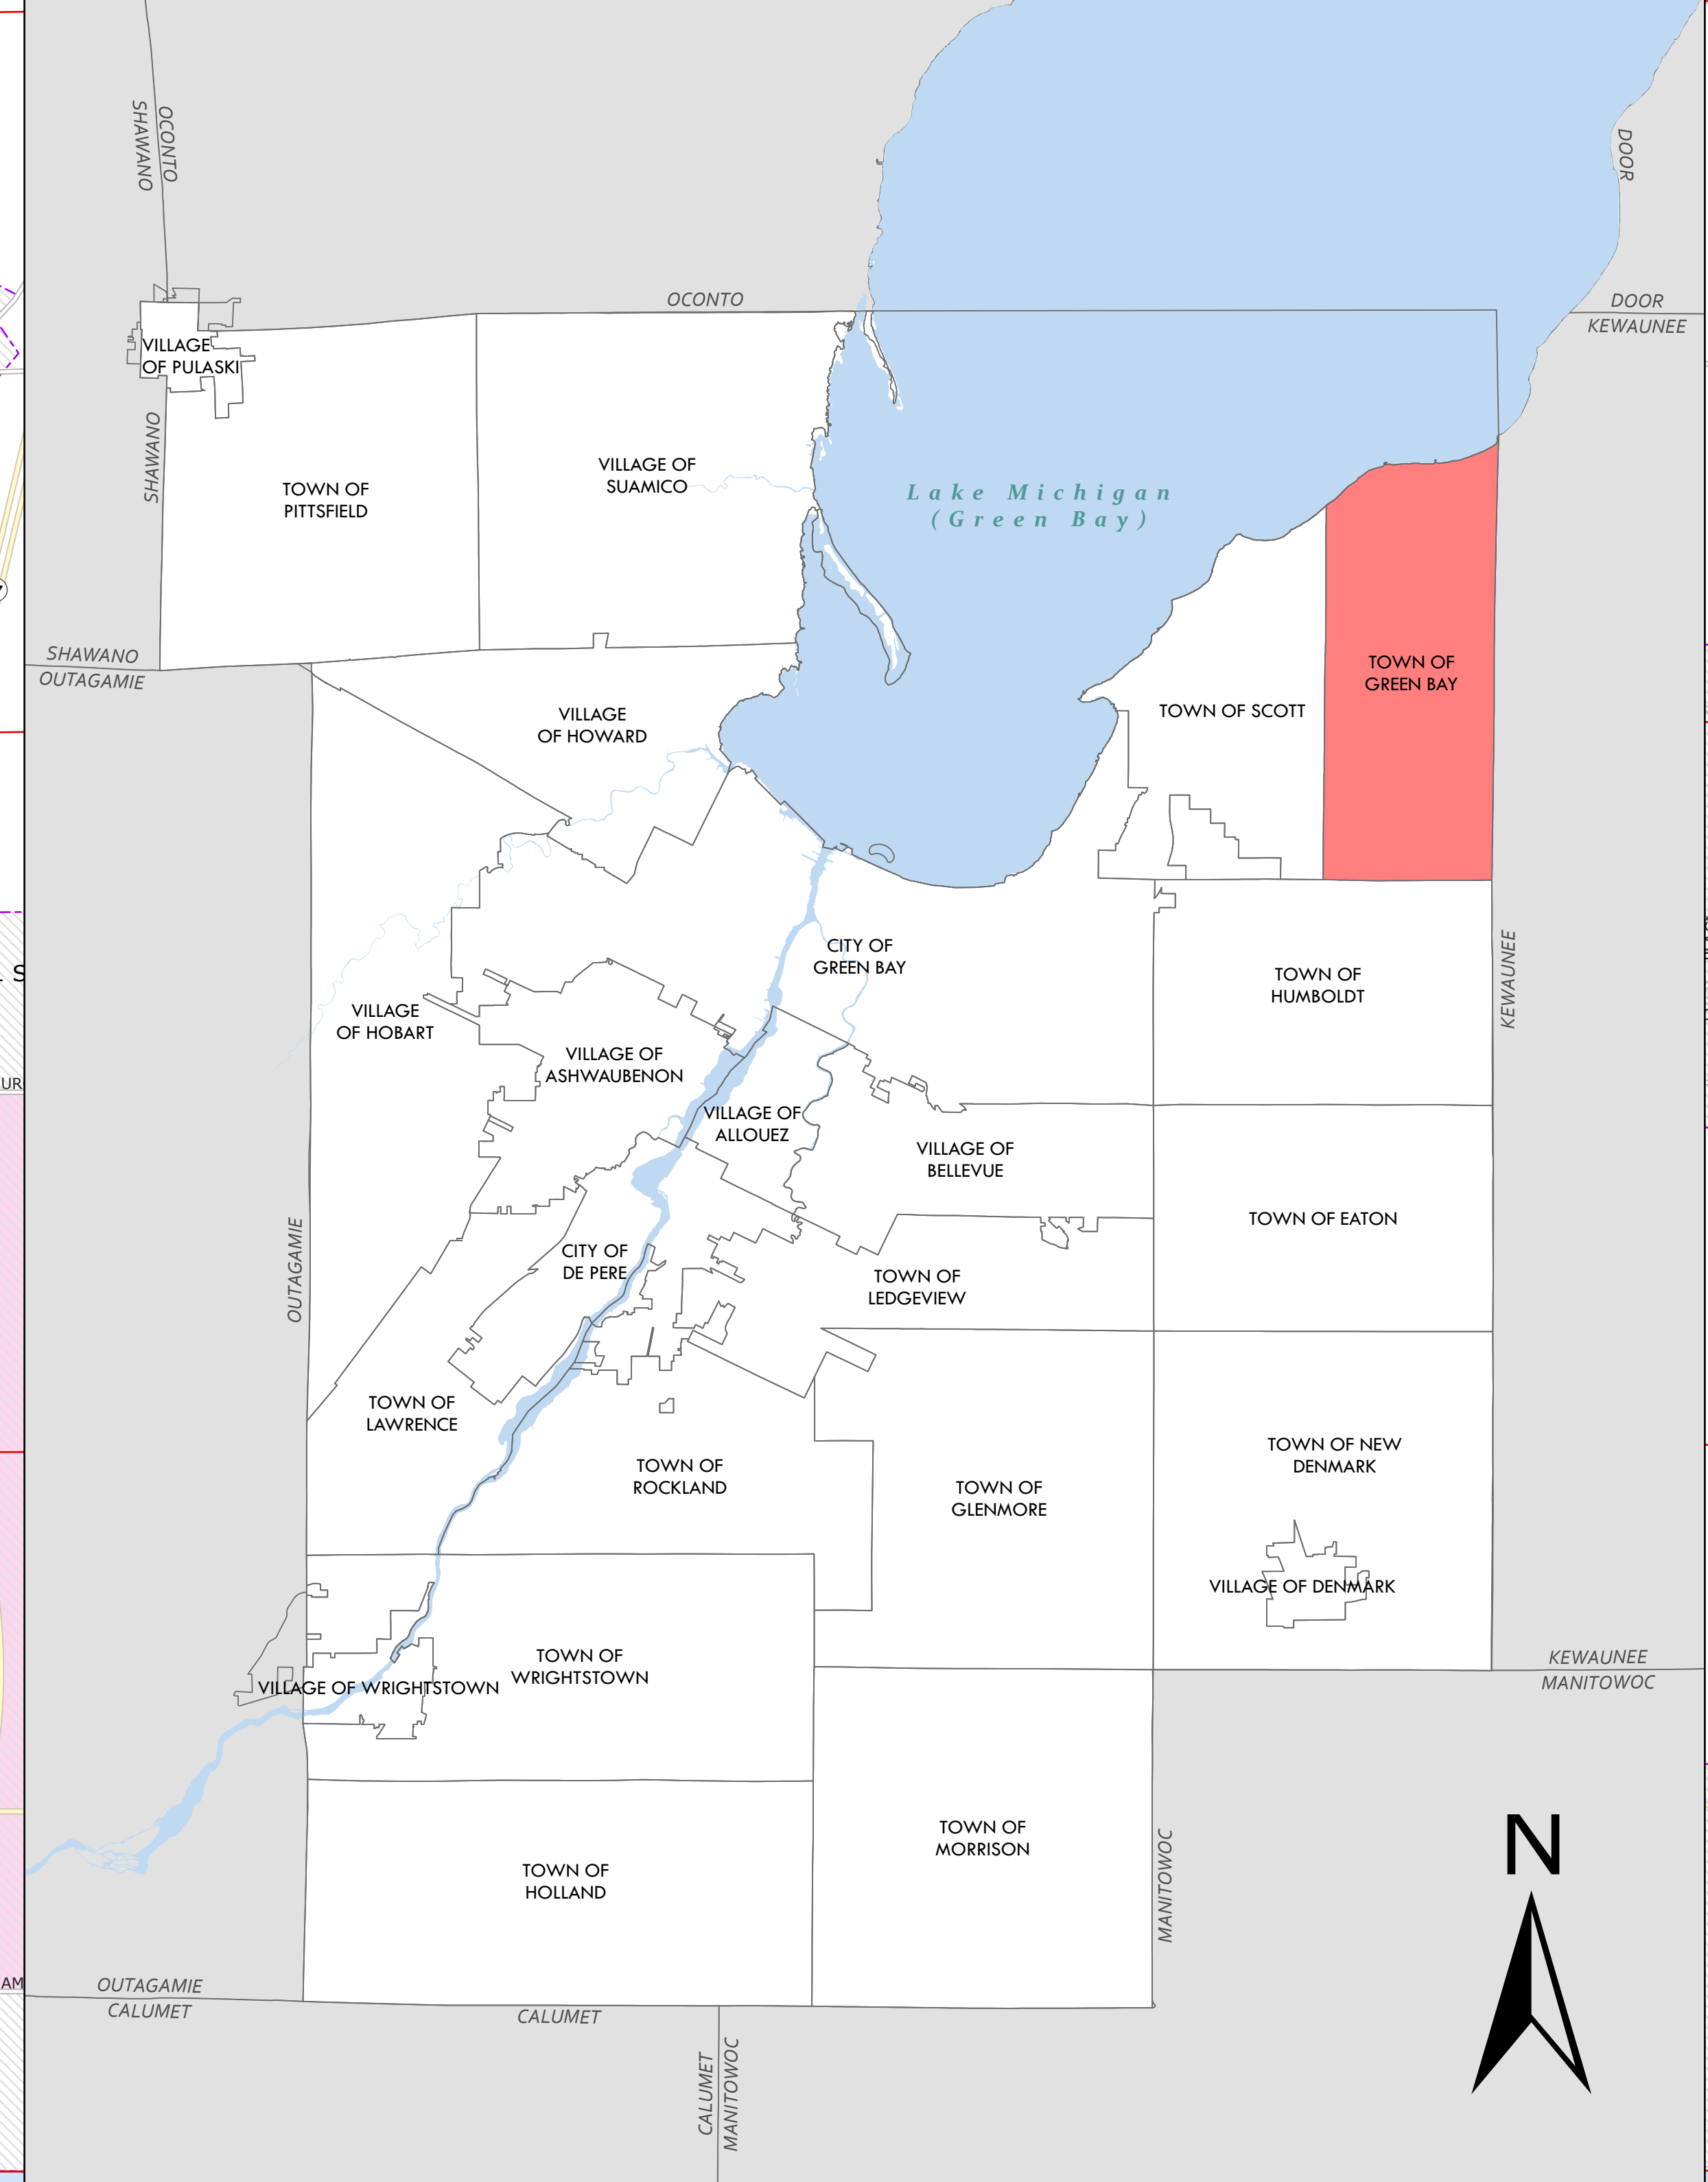 SHAWANO
OCONTO
DOOR
OCONTO
DOOR
KEWAUNEE
VILLAGE
OF PULASKI
SHAWANO
TOWN OF
PITTSFIELD
VILLAGE OF
SUAMICO
Lake Michigan
(Green Bay)
SHAWANO
OUTAGAMIE
TOWN OF
GREEN BAY
TOWN OF SCOTT
VILLAGE
OF HOWARD
CITY OF
GREEN BAY
TOWN OF
HUMBOLDT
KEWAUNEE
VILLAGE
OF HOBART
VILLAGE OF
ASHWAUBENON
UR
VILLAGE OF
ALLOUEZ
VILLAGE OF
BELLEVUE
TOWN OF EATON
OUTAGAMIE
CITY OF
DE PERE
TOWN OF
LEDGEVIEW
TOWN OF
LAWRENCE
TOWN OF
ROCKLAND
TOWN OF
GLENMORE
TOWN OF NEW
DENMARK
VILLAGE OF DENMARK
TOWN OF
WRIGHTSTOWN
VILLAGE OF WRIGHTSTOWN
KEWAUNEE
MANITOWOC
TOWN OF
MORRISON
MANITOWOC
N
TOWN OF
HOLLAND
AM
OUTAGAMIE
CALUMET
CALUMET
CALUMET
MANITOWOC